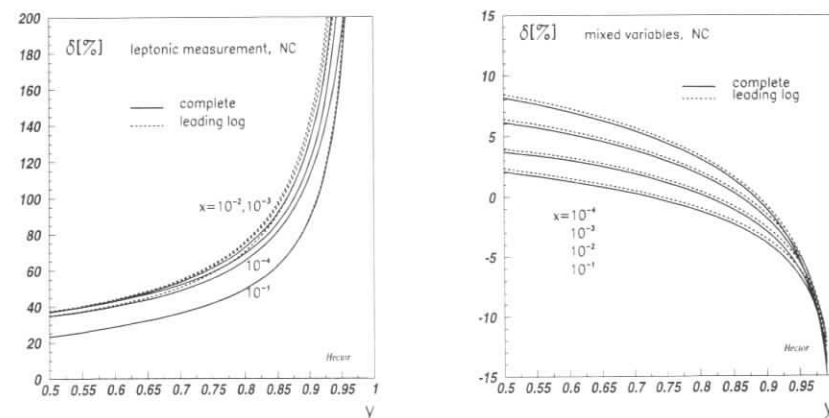 δ[%] leptonic measurement, NC
complete
leading log
x=10⁻²,10⁻³
10⁻⁴
10⁻¹
Hector
200
180
160
140
120
100
80
60
40
20
0
0.5 0.55 0.6 0.65 0.7 0.75 0.8 0.85 0.9 0.95 1
y
δ[%] mixed variables, NC
complete
leading log
x=10⁻⁴
10⁻³
10⁻²
10⁻¹
Hector
15
10
5
0
-5
-10
-15
0.5 0.55 0.6 0.65 0.7 0.75 0.8 0.85 0.9 0.95
y